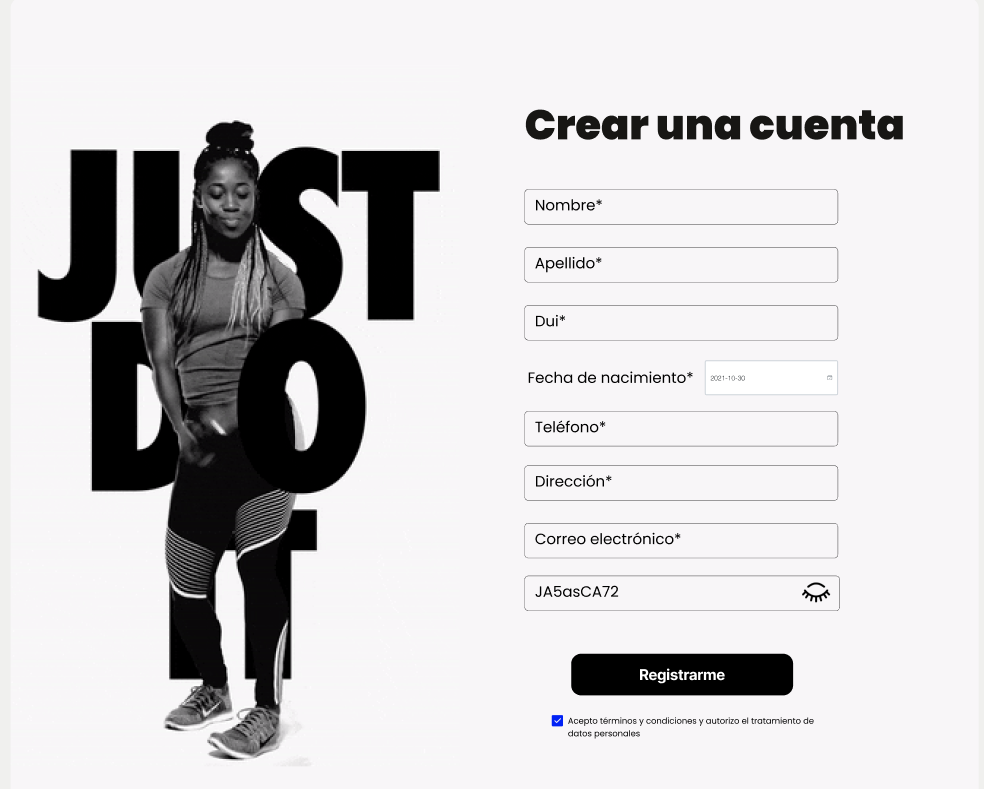 JUST
DO
IT
Crear una cuenta
Nombre*
Apellido*
Dui*
Fecha de nacimiento*
2021-10-30
Teléfono*
Dirección*
Correo electrónico*
JA5asCA72
Registrarme
Acepto términos y condiciones y autorizo el tratamiento de
datos personales